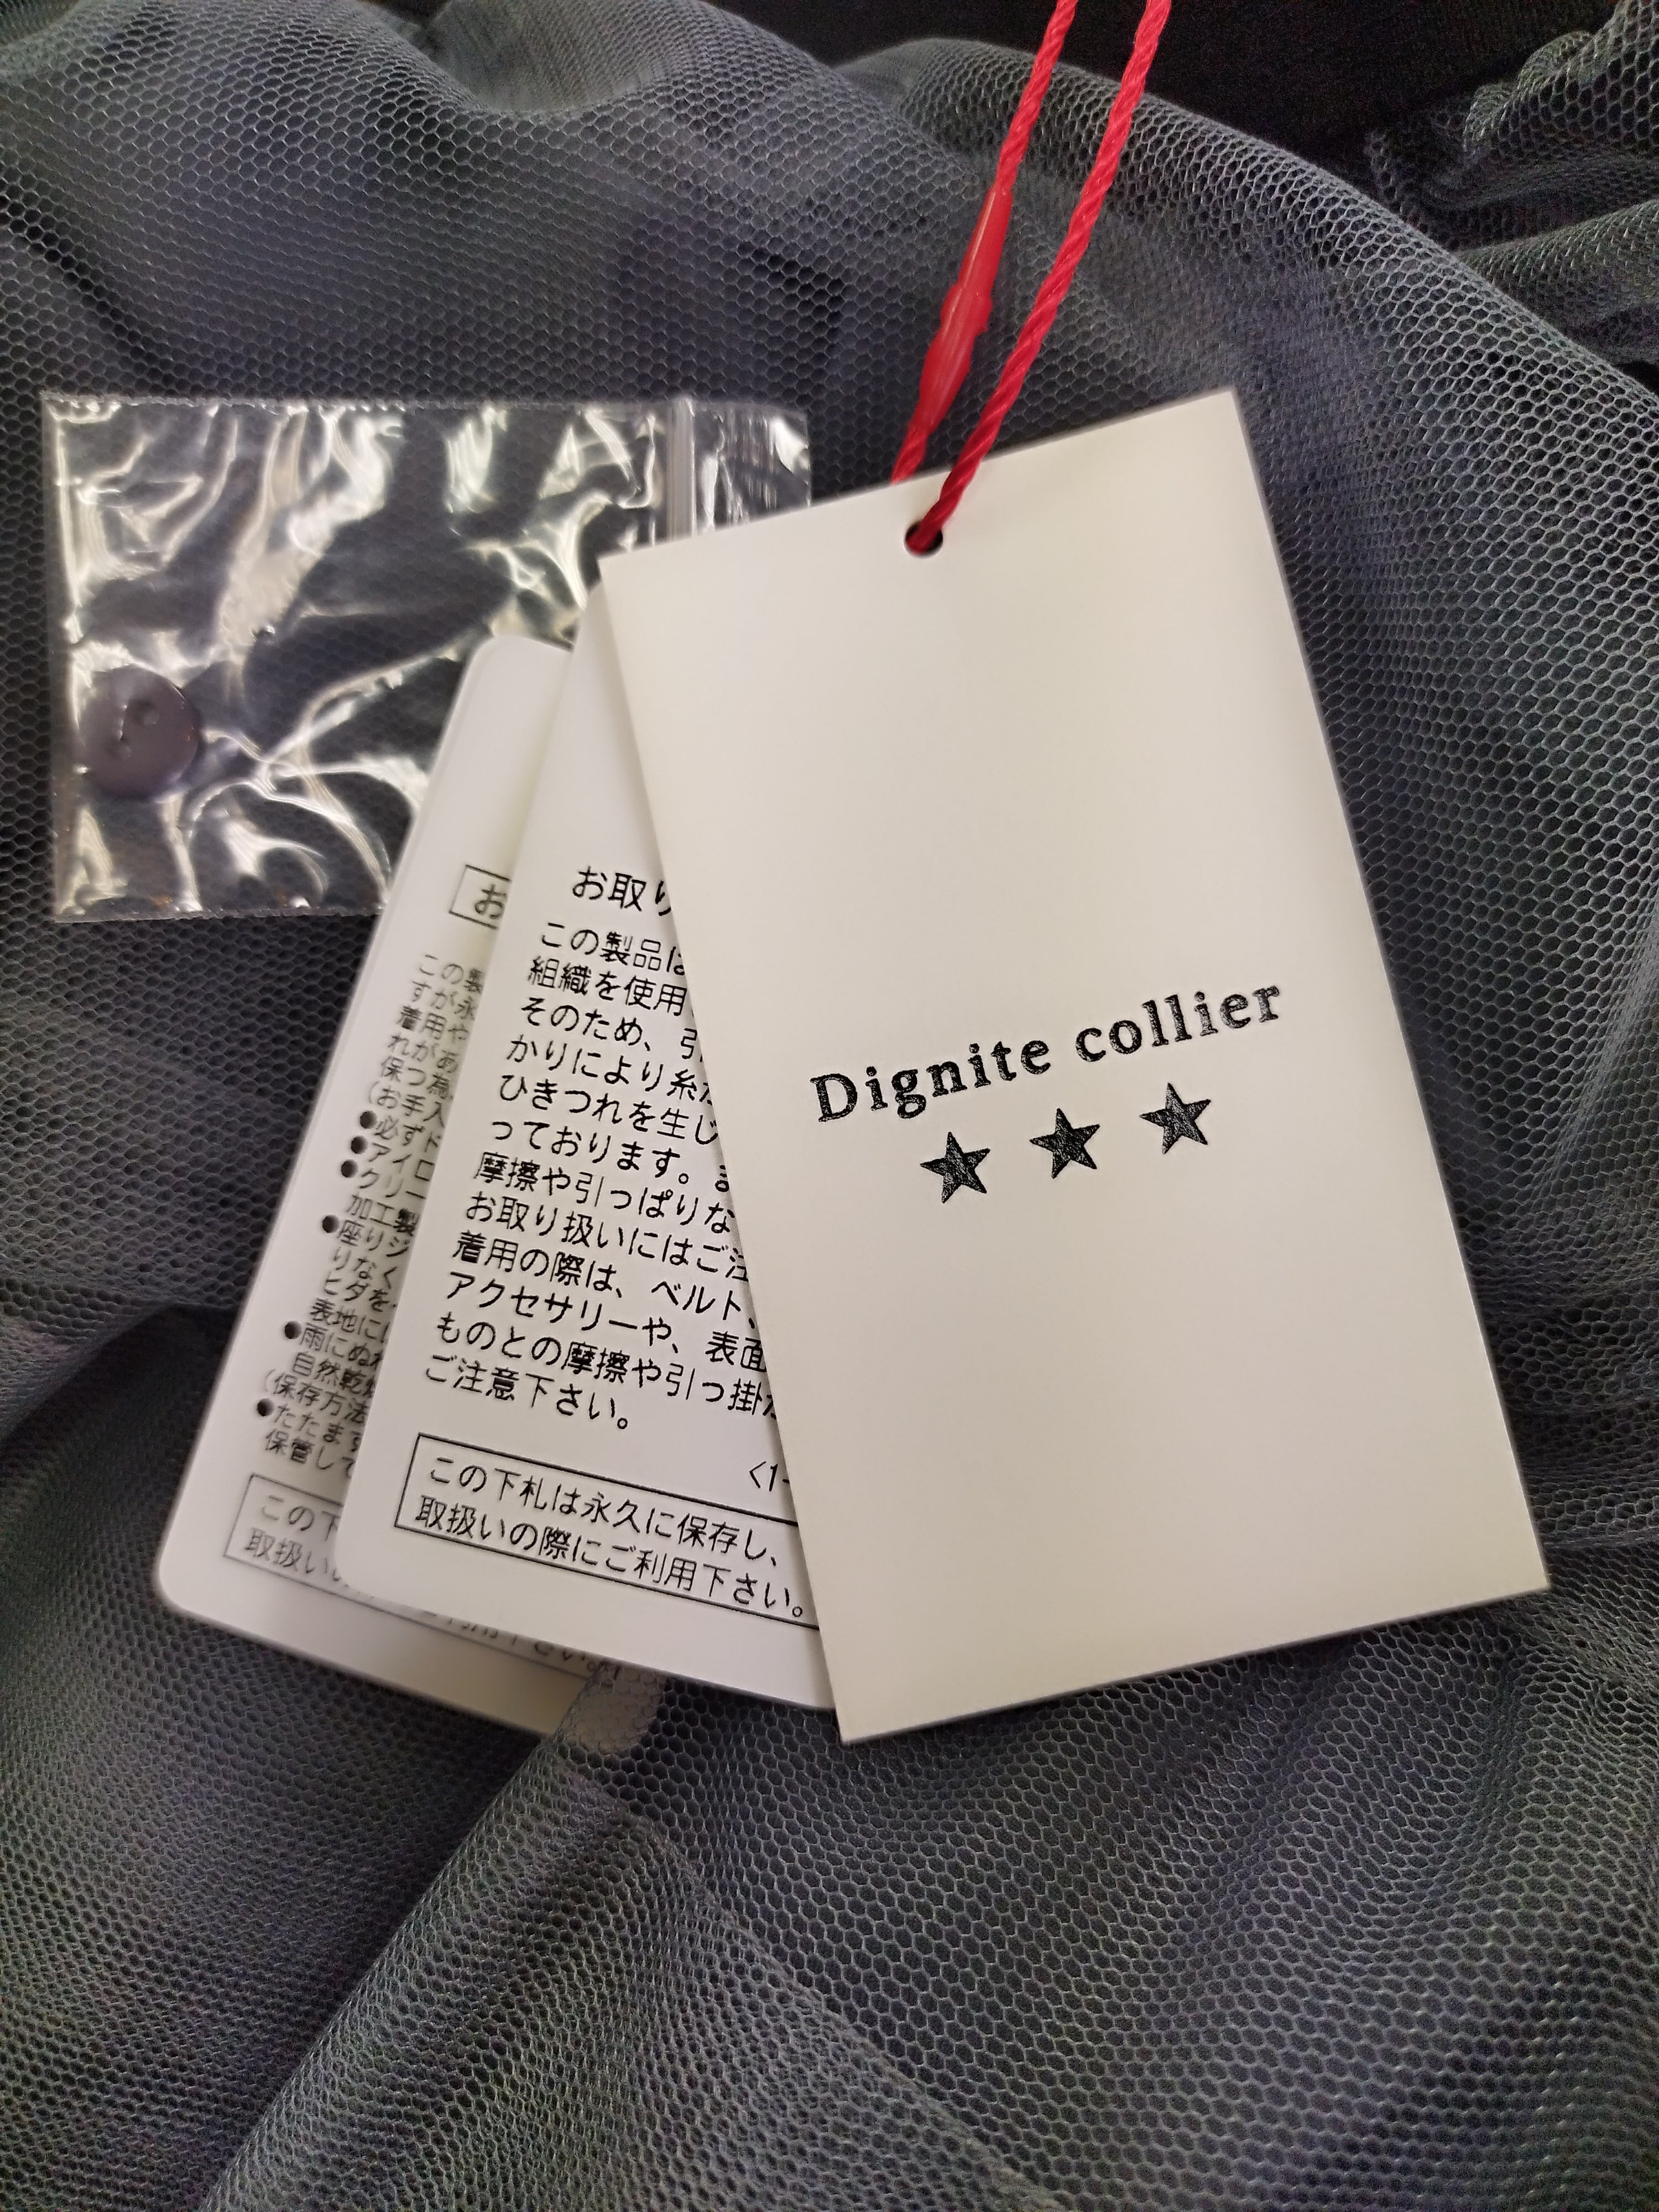 Dignite collier
お取り
この製品は
組織を使用
そのため、引
かりにより糸が
ひきつれを生じ
っております。ま
摩擦や引っぱりな
お取り扱いにはご注
着用の際は、ベルト、
アクセサリーや、表面
ものとの摩擦や引っ掛か
ご注意下さい。
<1-
この下札は永久に保存し、
取扱いの際にご利用下さい。
お
この製
すが永
着用や
れがあ
保つ為
(お手入
●必ずド
●アイロ
●クリー
加工製
●座りジ
りなく
ヒダを
表地に
●雨にぬれ
自然乾燥
(保存方法
●たたます
保管して
この下
取扱い